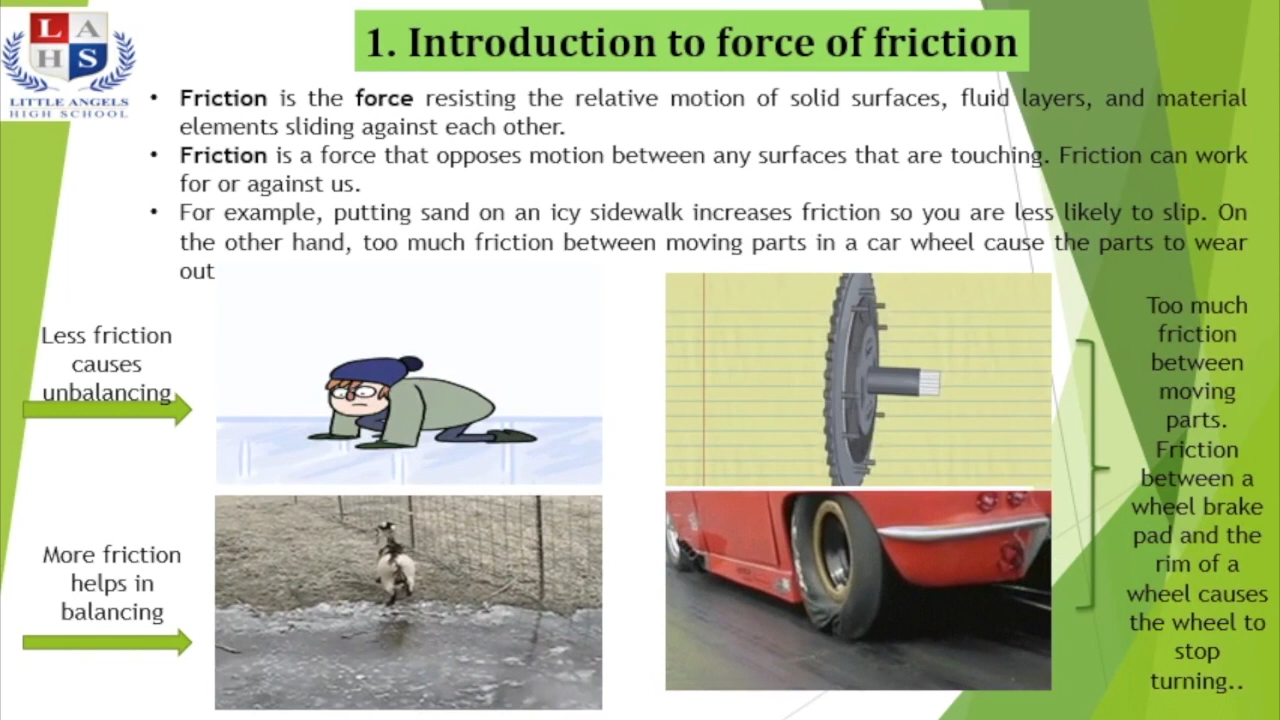 L A
H S
LITTLE ANGELS
HIGH SCHOOL
1. Introduction to force of friction
• Friction is the force resisting the relative motion of solid surfaces, fluid layers, and material
elements sliding against each other.
• Friction is a force that opposes motion between any surfaces that are touching. Friction can work
for or against us.
• For example, putting sand on an icy sidewalk increases friction so you are less likely to slip. On
the other hand, too much friction between moving parts in a car wheel cause the parts to wear
out
Less friction
causes
unbalancing
More friction
helps in
balancing
Too much
friction
between
moving
parts.
Friction
between a
wheel brake
pad and the
rim of a
wheel causes
the wheel to
stop
turning..